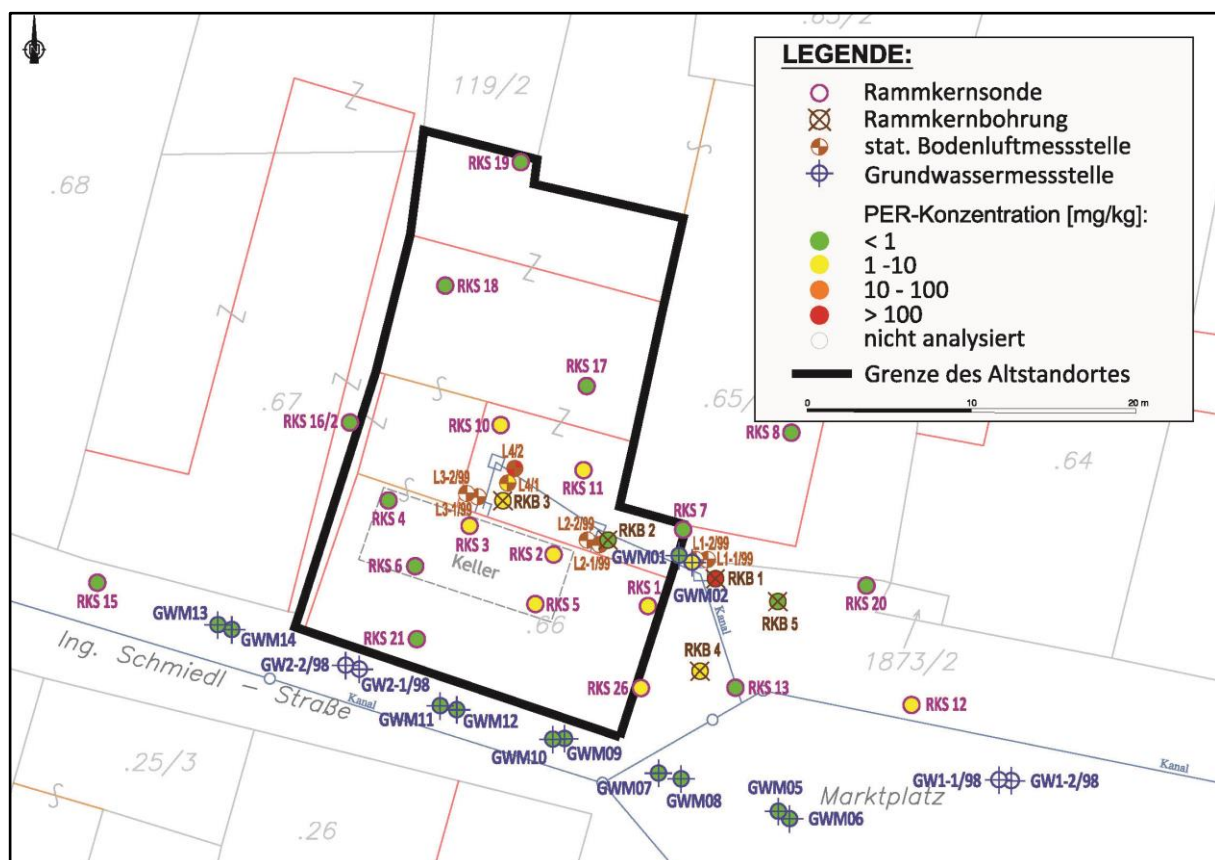 N
.63/2
119/2
.68
Z
Z
S
LEGENDE:
Rammkernsonde
Rammkernbohrung
stat. Bodenluftmessstelle
Grundwassermessstelle
PER-Konzentration [mg/kg]:
< 1
1 -10
10 - 100
> 100
nicht analysiert
Grenze des Altstandortes
0 10 20 m
RKS 19
Z
RKS 18
Z
RKS 17
S
Z
Z
.67
RKS 16/2
.65/
RKS 8
.64
RKS 10
L4/2
L4/1
RKS 11
L3-2/99
L3-1/99
RKB 3
S
RKS 4
RKS 3
Keller
RKS 6
RKS 2
RKS 5
.66
L2-2/99
L2-1/99
RKB 2
RKS 7
GWM01
L1-2/99
L1-1/99
RKB 1
GWM02
RKS 1
Kanal
RKB 5
RKS 20
1873/2
RKS 15
GWM13
GWM14
RKS 21
RKB 4
RKS 26
RKS 13
RKS 12
GW2-2/98
GW2-1/98
Ing. Schmiedl - Straße
Kanal
GWM11
GWM12
GWM10
GWM09
GWM07
GWM08
GWM05
GWM06
Marktplatz
GW1-1/98
GW1-2/98
Kanal
.25/3
S
.26